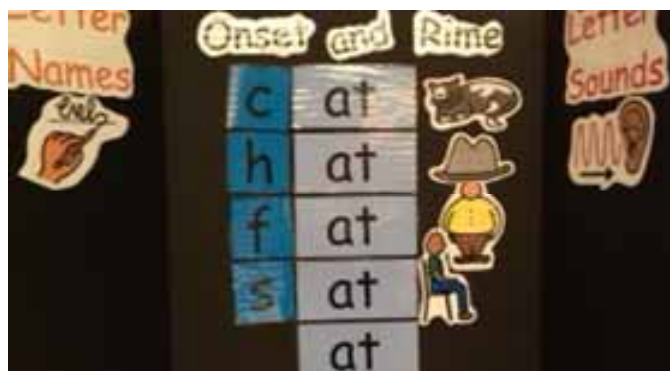 Letter
Names
Onset and Rime
c at
h at
f at
s at
at
Letter
Sounds